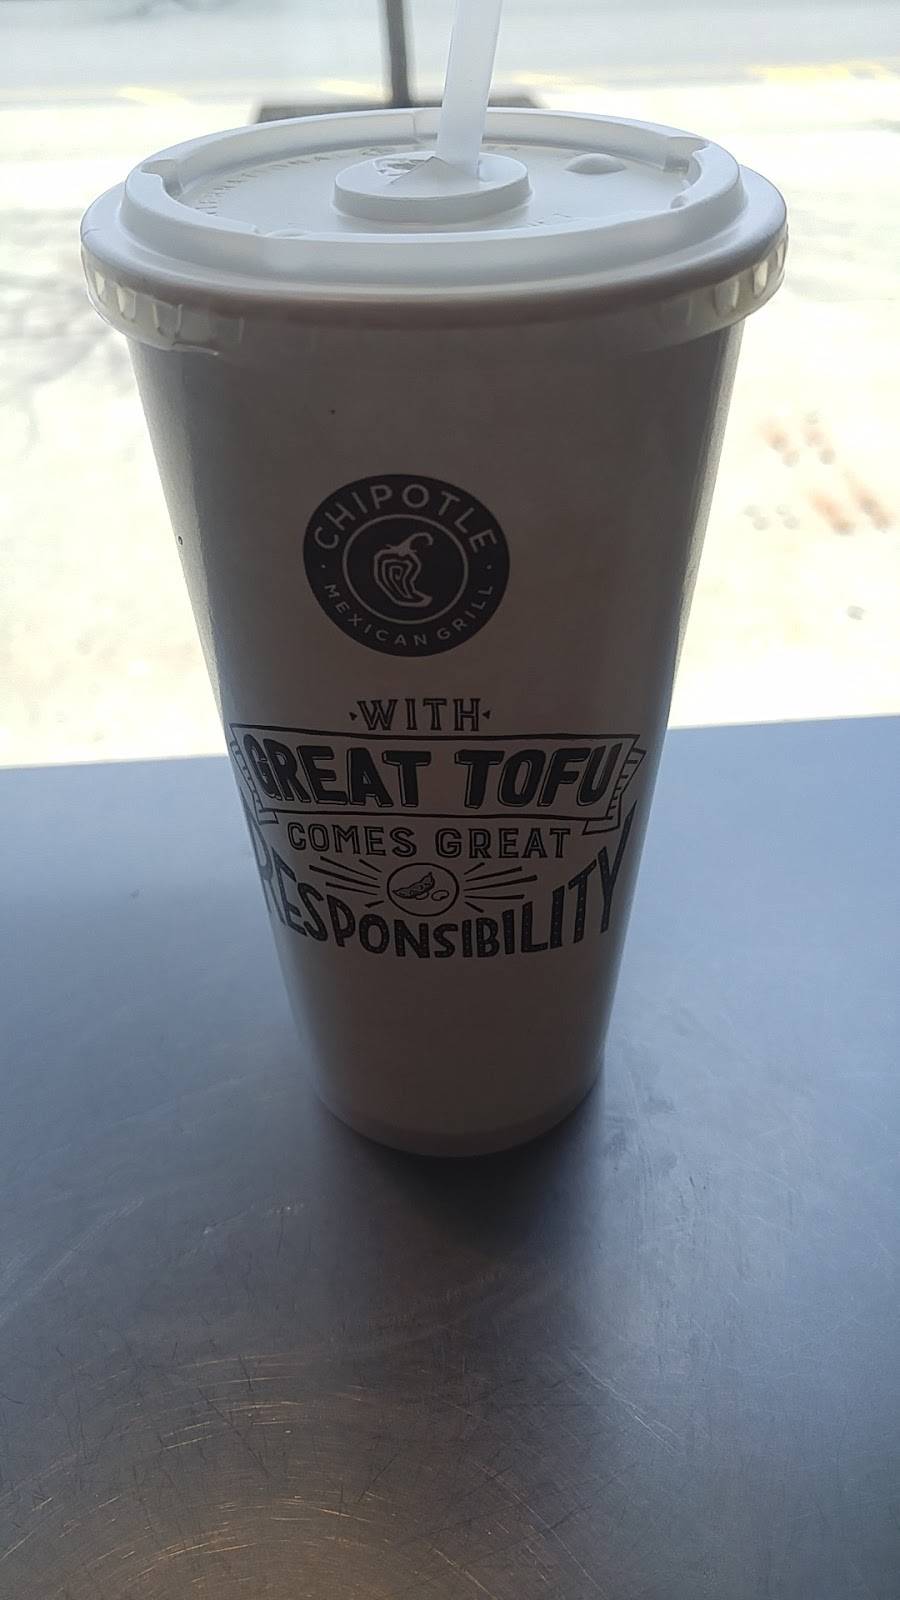 CHIPOTLE
MEXICAN GRILL
WITH
GREAT TOFU
COMES GREAT
RESPONSIBILITY